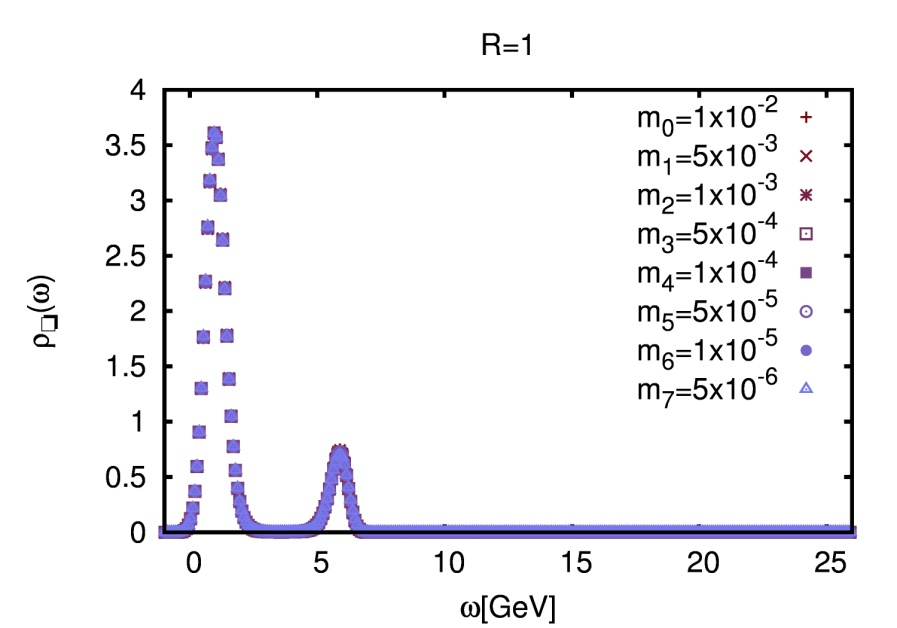 R=1
4
3.5
3
2.5
2
1.5
1
0.5
0
ρ□(ω)
m0=1x10-2
m1=5x10-3
m2=1x10-3
m3=5x10-4
m4=1x10-4
m5=5x10-5
m6=1x10-5
m7=5x10-6
0 5 10 15 20 25
ω[GeV]